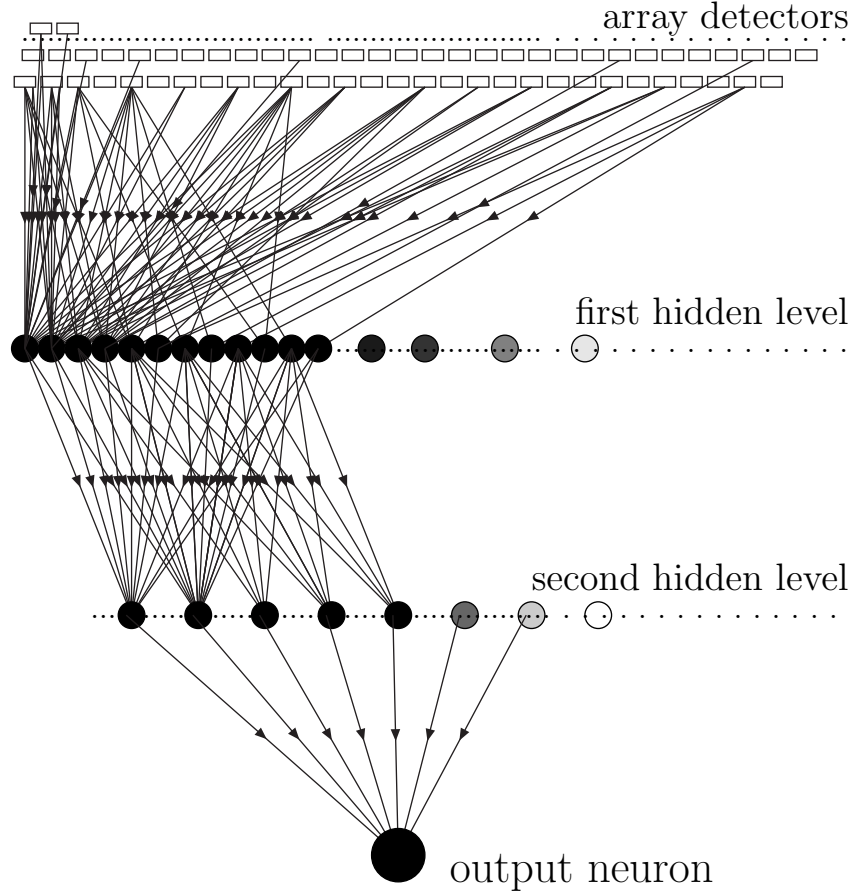 array detectors
first hidden level
second hidden level
output neuron